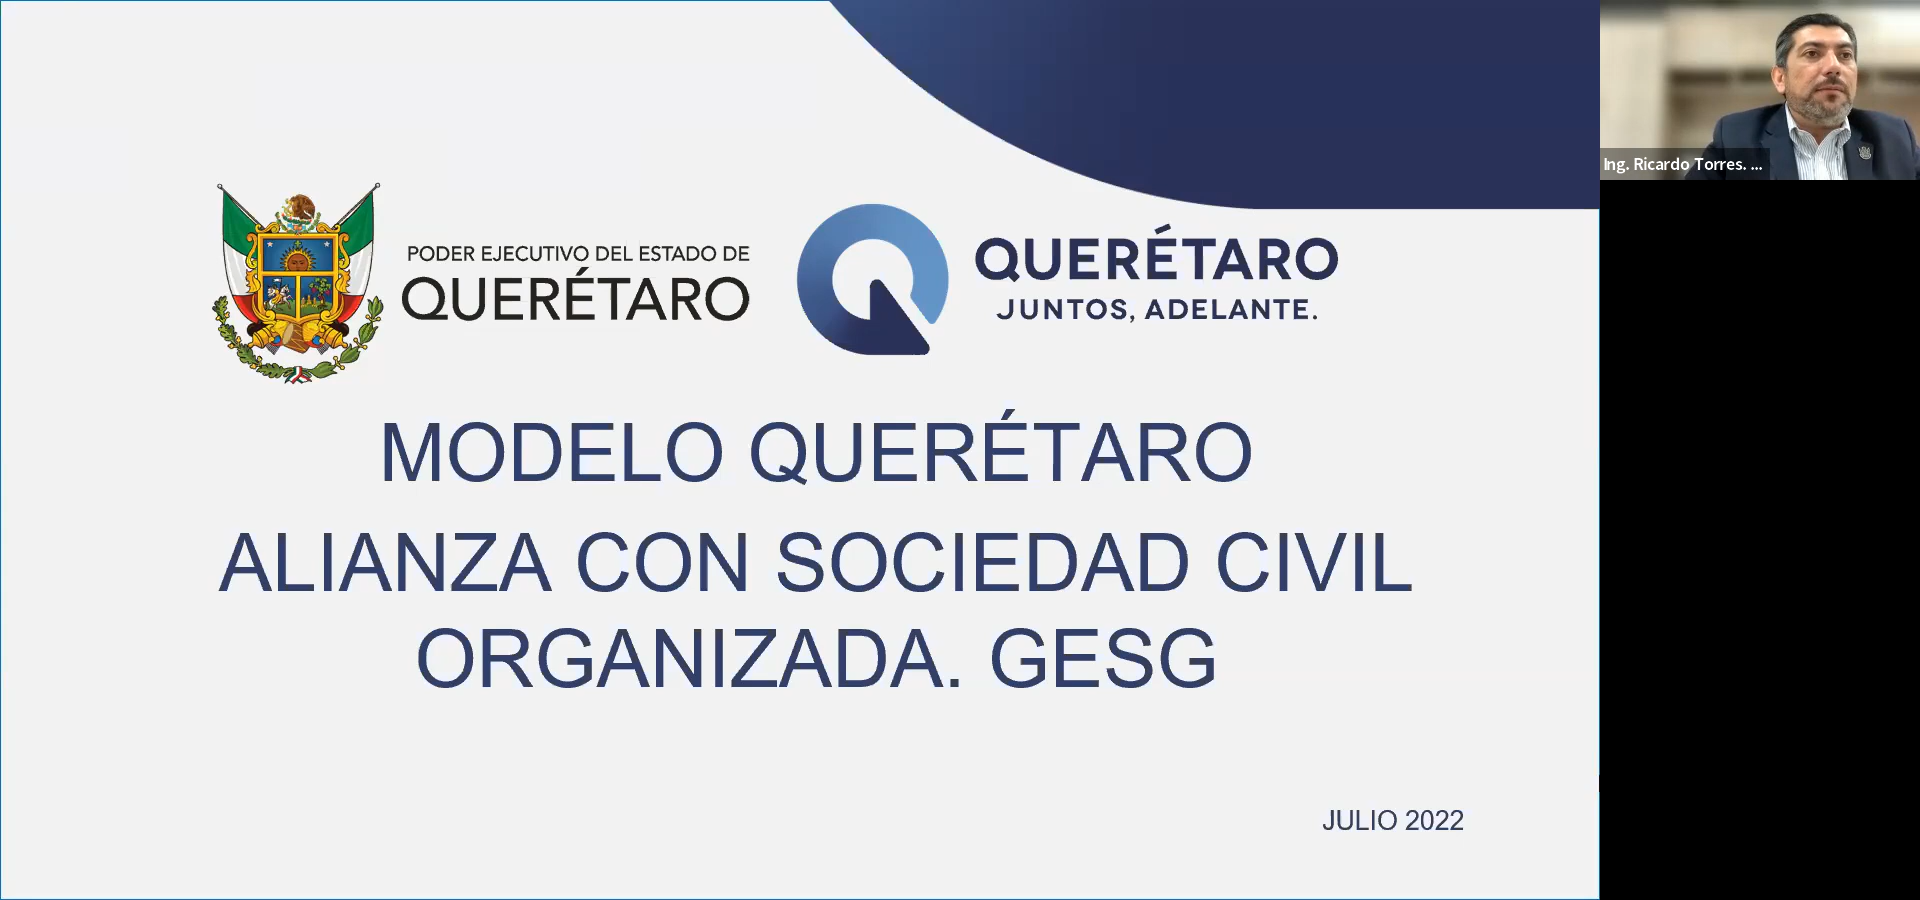 PODER EJECUTIVO DEL ESTADO DE
QUERÉTARO
QUERÉTARO
JUNTOS, ADELANTE.
MODELO QUERÉTARO
ALIANZA CON SOCIEDAD CIVIL
ORGANIZADA. GESG
JULIO 2022
Ing. Ricardo Torres. ...